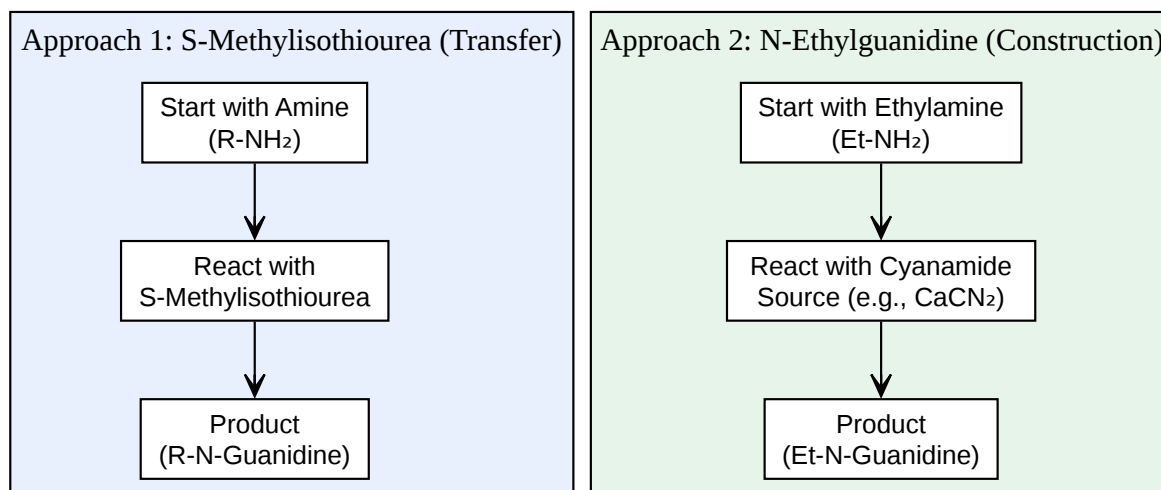 Approach 1: S-Methylisothiourea (Transfer)
Start with Amine
(R-NH₂)
React with
S-Methylisothiourea
Product
(R-N-Guanidine)
Approach 2: N-Ethylguanidine (Construction)
Start with Ethylamine
(Et-NH₂)
React with Cyanamide
Source (e.g., CaCN₂)
Product
(Et-N-Guanidine)